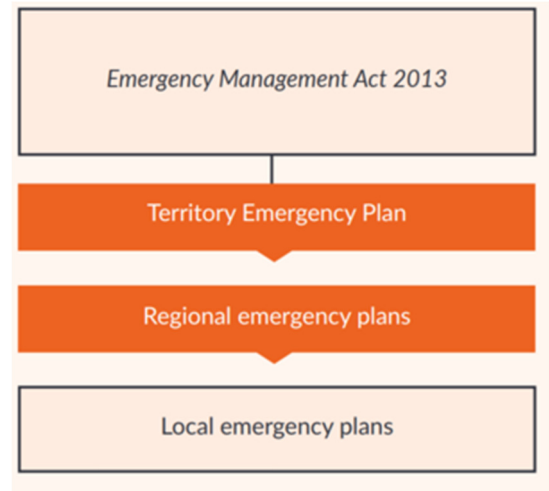 Emergency Management Act 2013
Territory Emergency Plan
Regional emergency plans
Local emergency plans